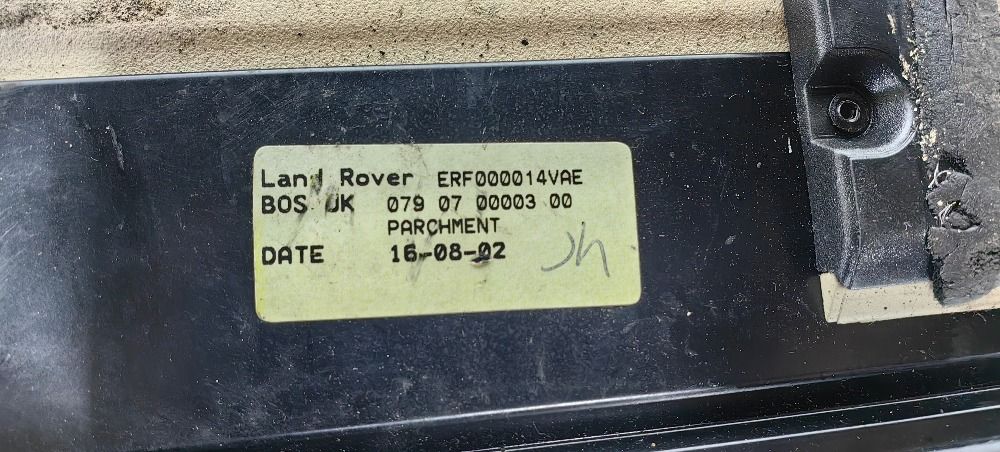 Land Rover ERF000014VAE
BOS UK 079 07 00003 00
PARCHMENT
DATE 16-08-02